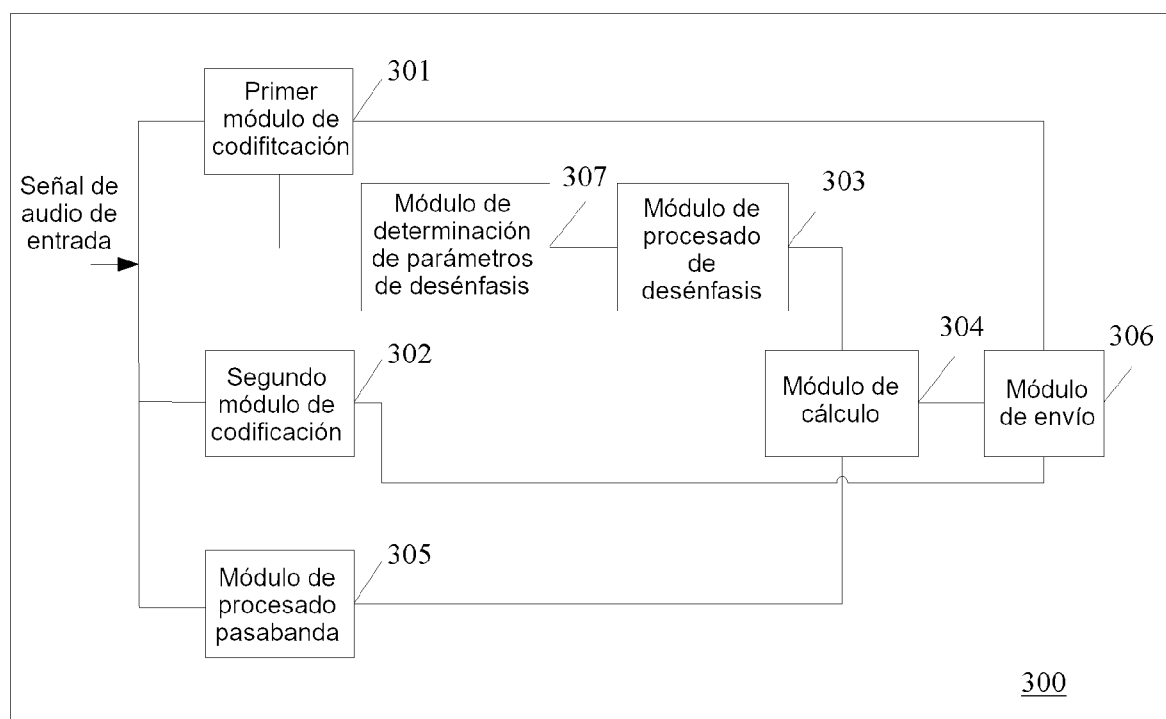 Primer
módulo de
codifitcación
301
Señal de
audio de
entrada
Módulo de
determinación
de parámetros
de desénfasis
307
Módulo de
procesado
de
desénfasis
303
Segundo
módulo de
codificación
302
Módulo de
cálculo
304
Módulo
de envío
306
Módulo de
procesado
pasabanda
305
300